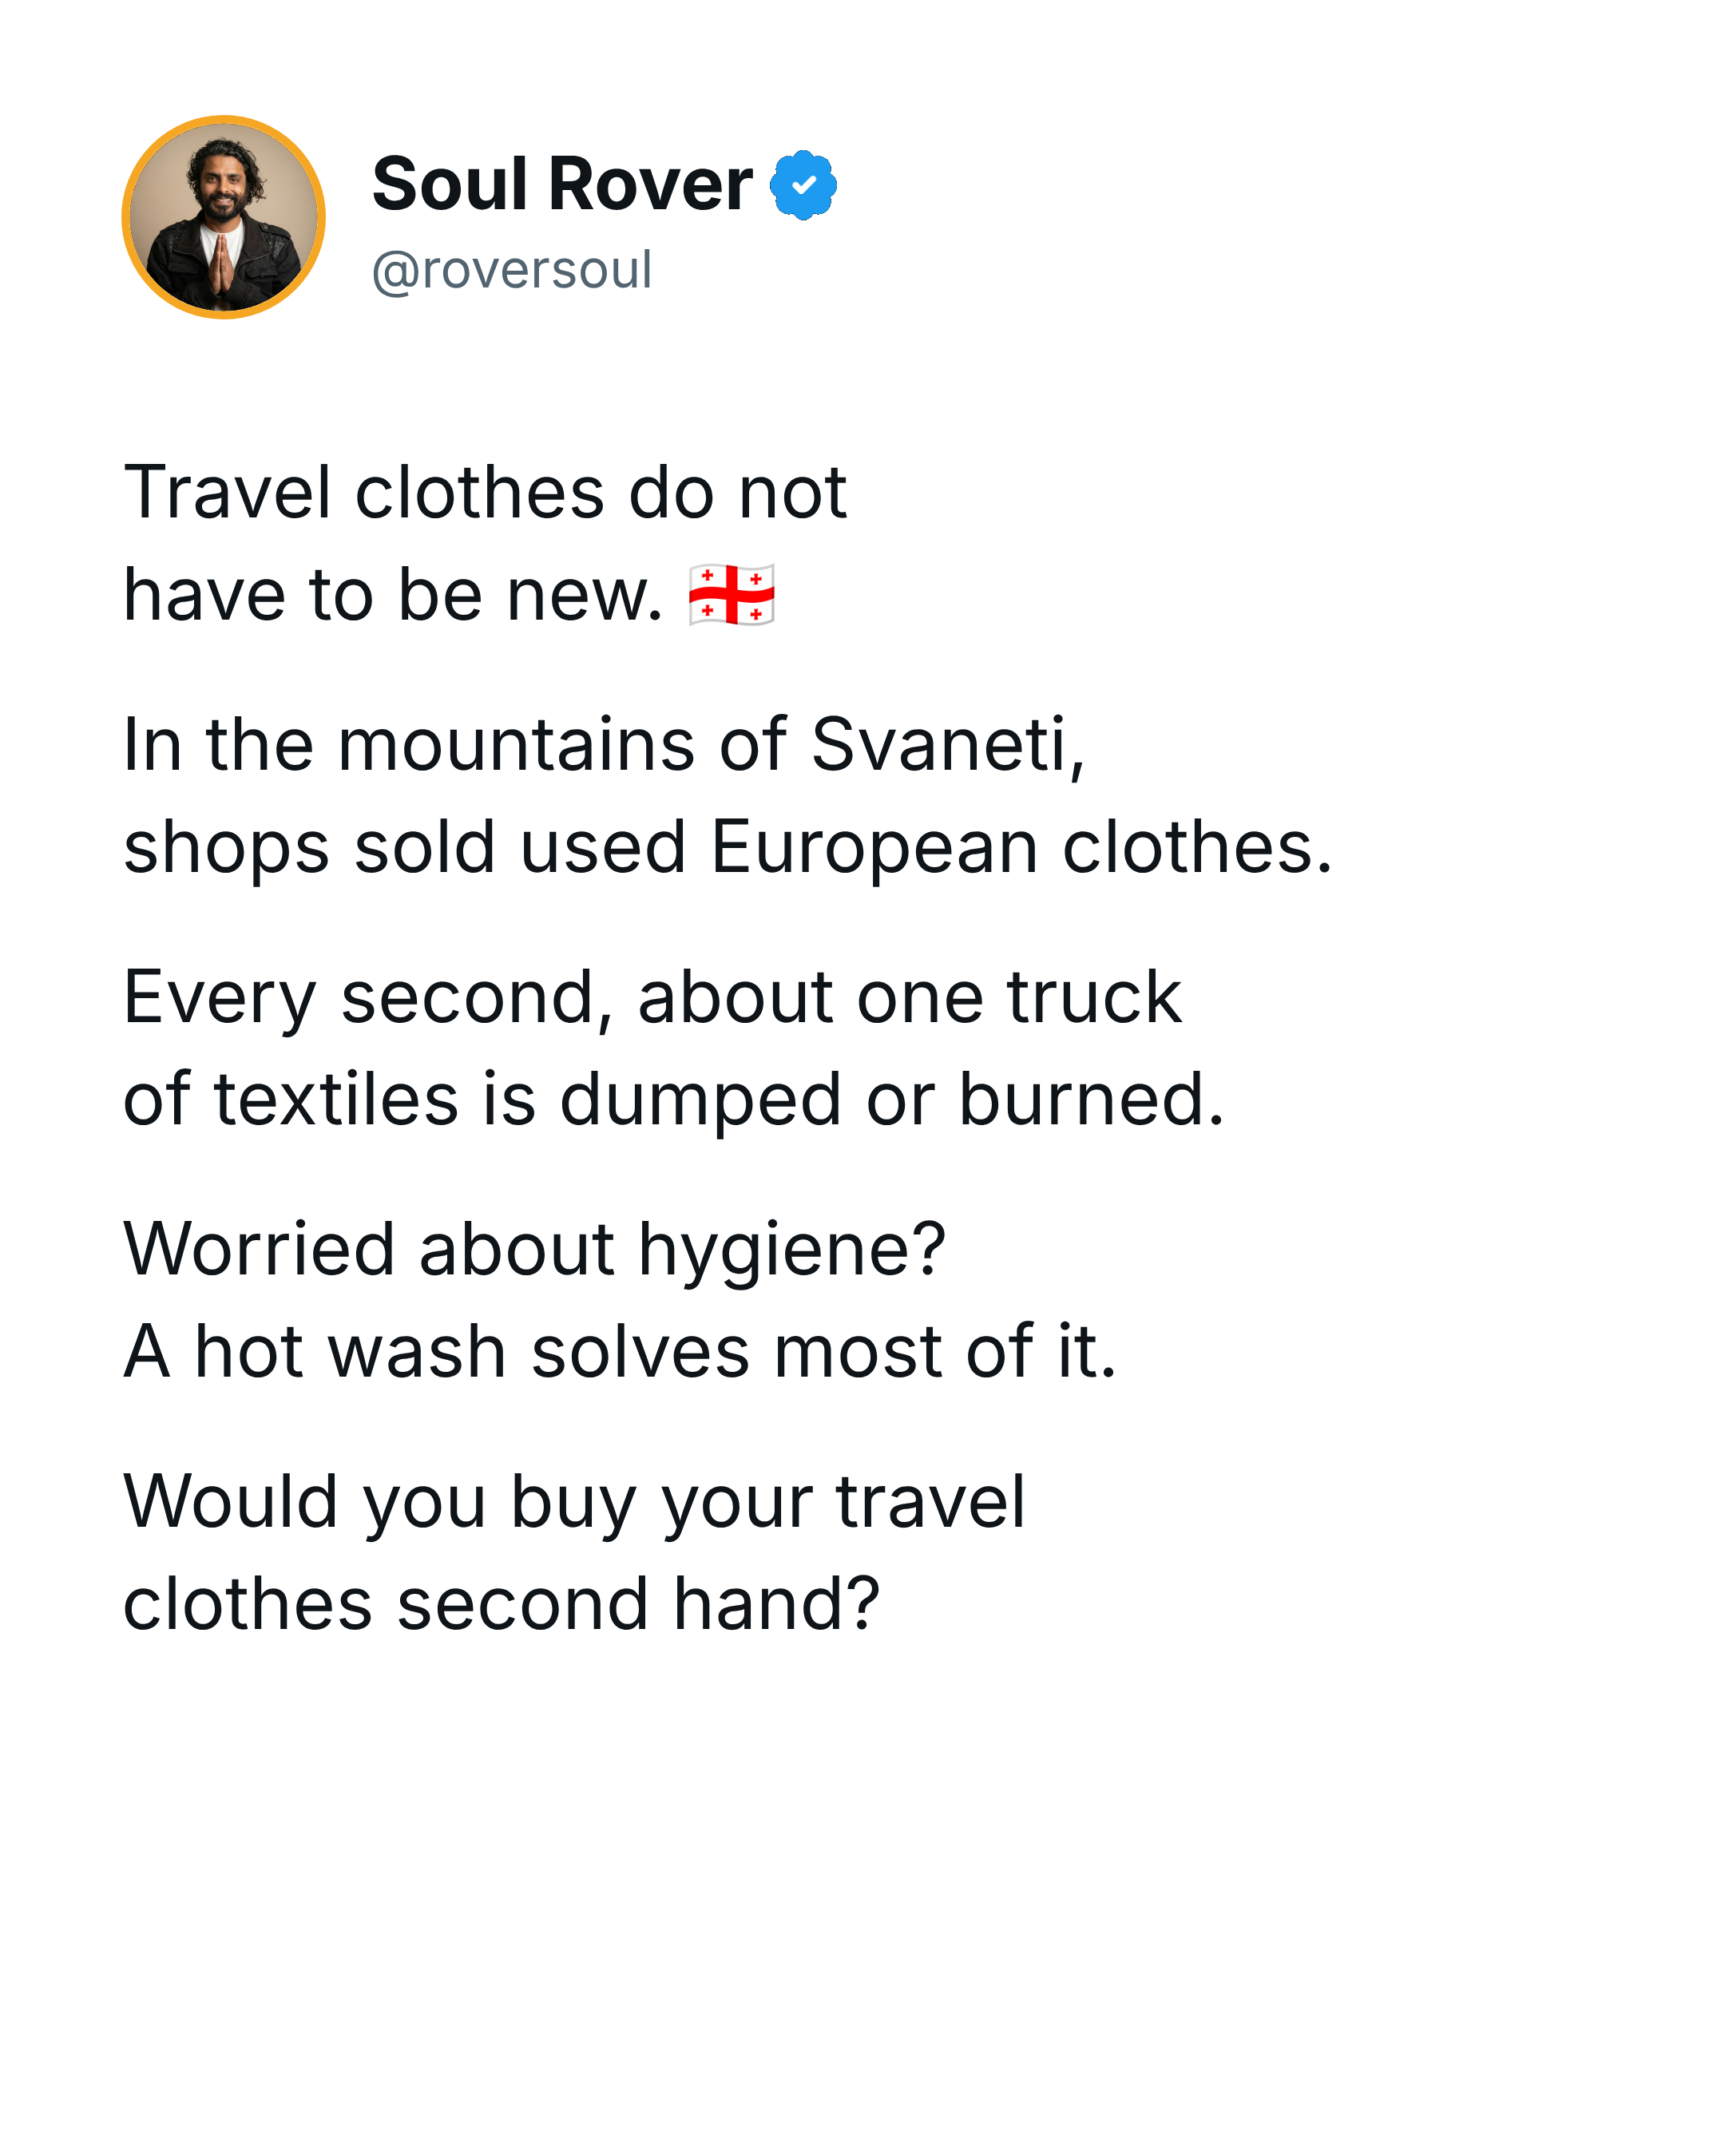 Soul Rover
@roversoul
Travel clothes do not
have to be new. 🇬🇪
In the mountains of Svaneti,
shops sold used European clothes.
Every second, about one truck
of textiles is dumped or burned.
Worried about hygiene?
A hot wash solves most of it.
Would you buy your travel
clothes second hand?